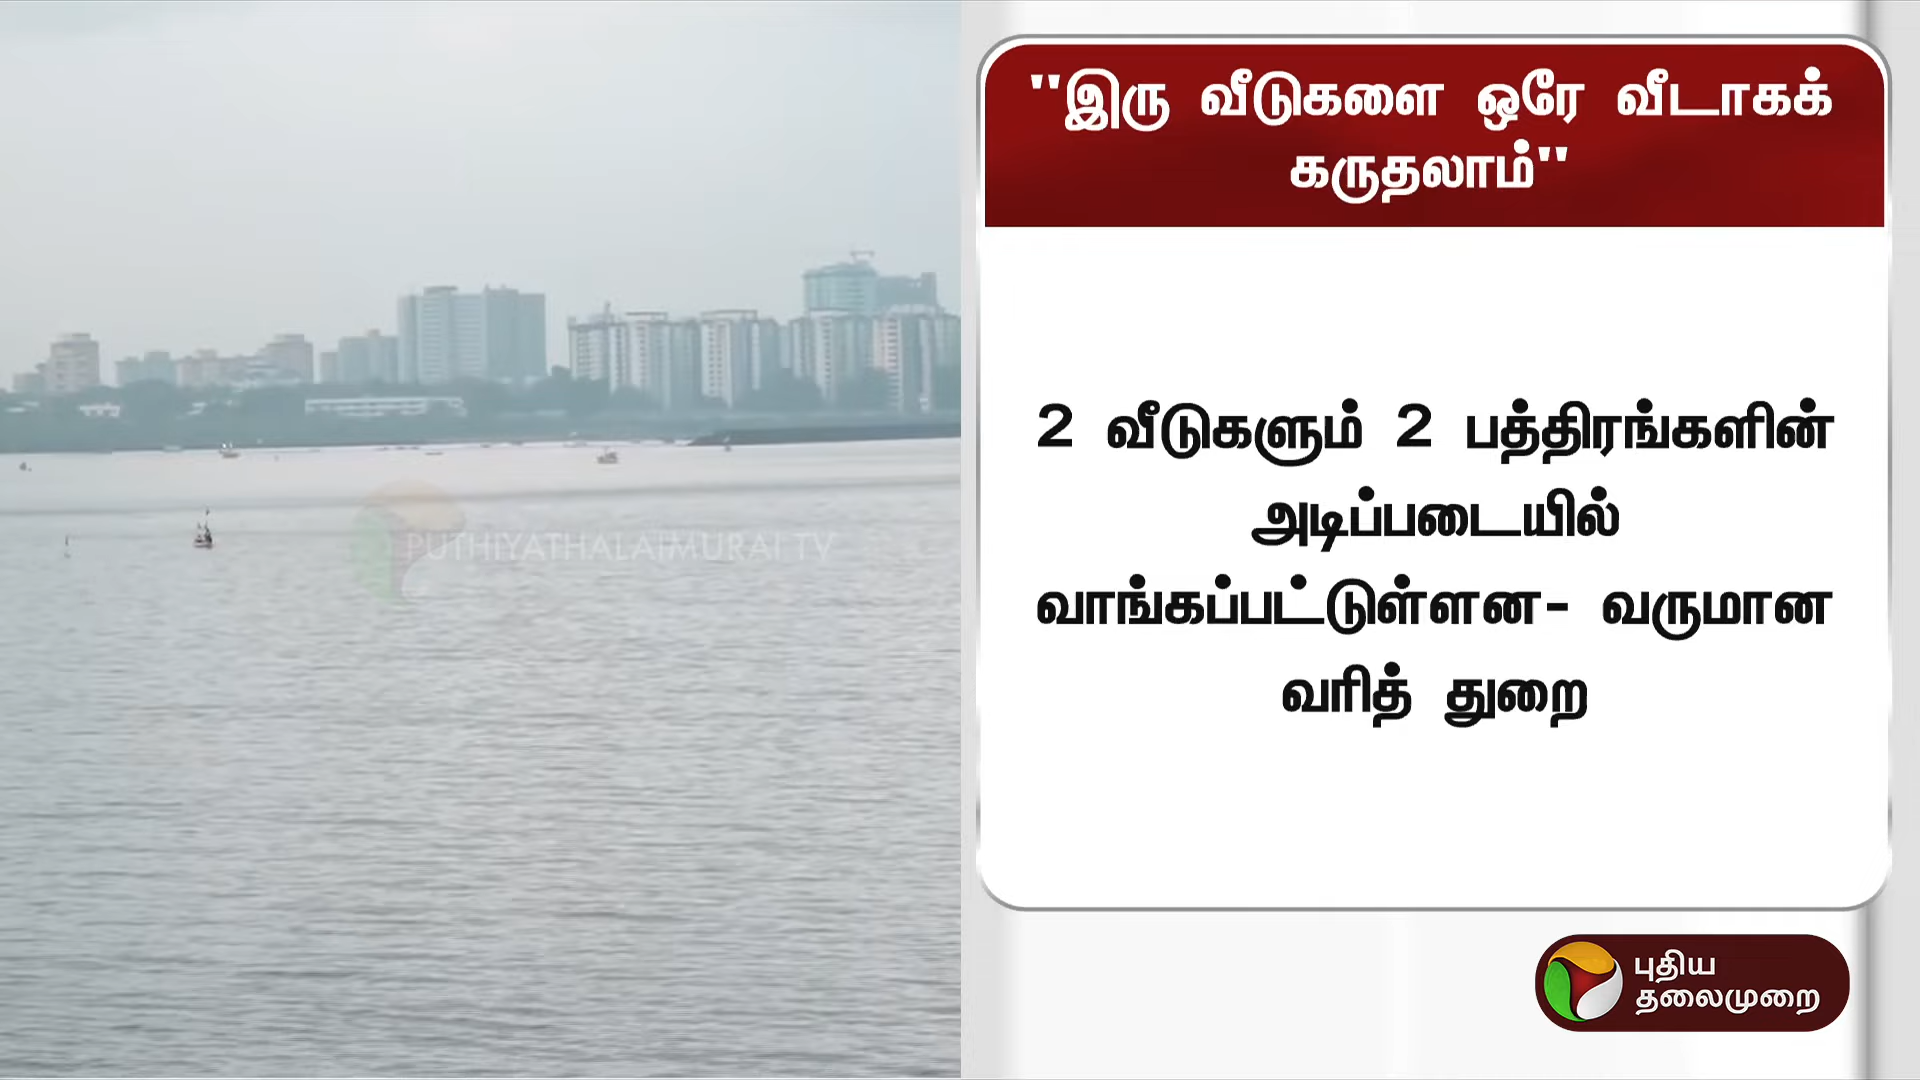 "இரு வீடுகளை ஒரே வீடாகக்
கருதலாம்"
2 வீடுகளும் 2 பத்திரங்களின்
அடிப்படையில்
வாங்கப்பட்டுள்ளன- வருமான
வரித் துறை
PUTHIYATHALAIMURAI TV
புதிய
தலைமுறை